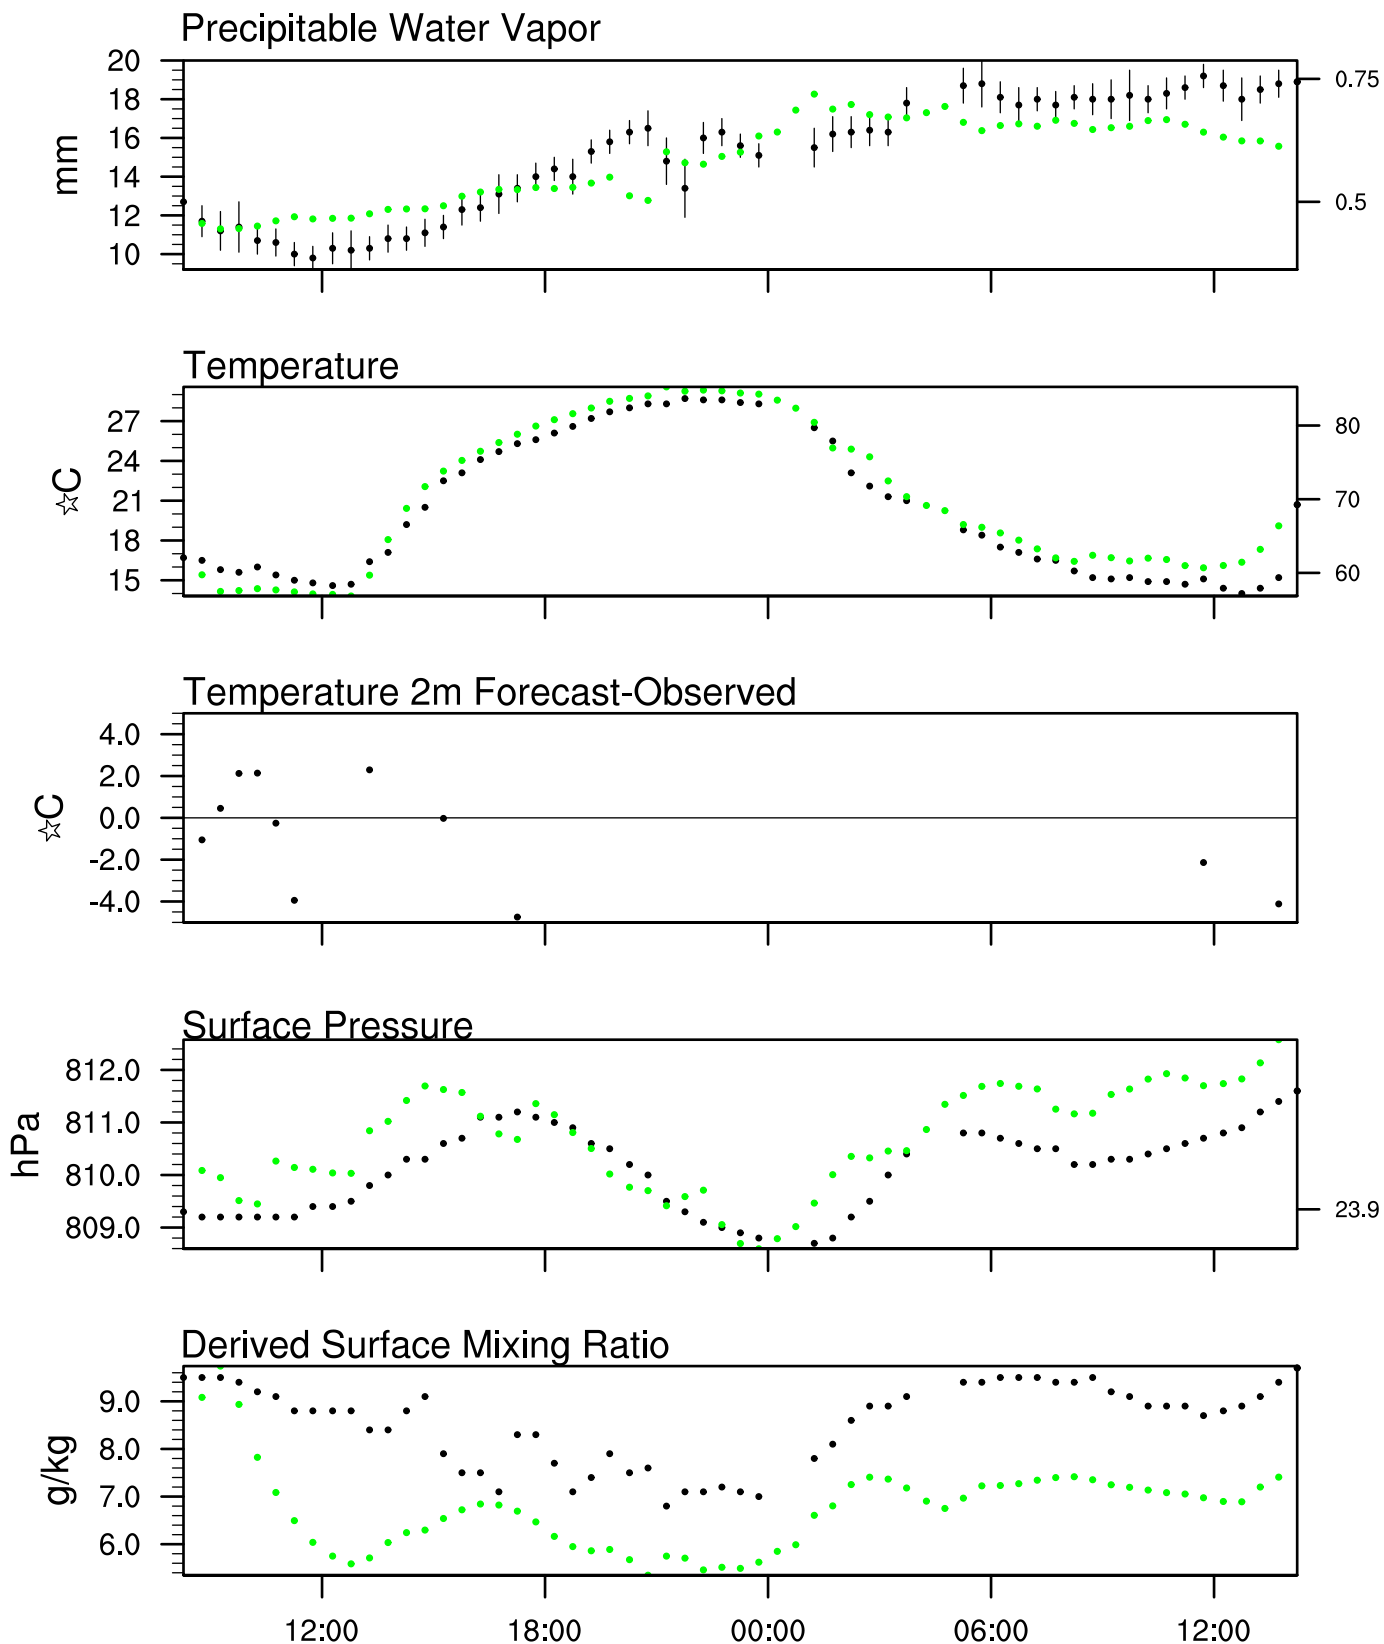 Precipitable Water Vapor
20
18
16
14
12
10
mm
0.75
0.5
Temperature
27
24
21
18
15
☆C
80
70
60
Temperature 2m Forecast-Observed
4.0
2.0
0.0
-2.0
-4.0
☆C
Surface Pressure
812.0
811.0
810.0
809.0
hPa
23.9
Derived Surface Mixing Ratio
9.0
8.0
7.0
6.0
g/kg
12:00 18:00 00:00 06:00 12:00